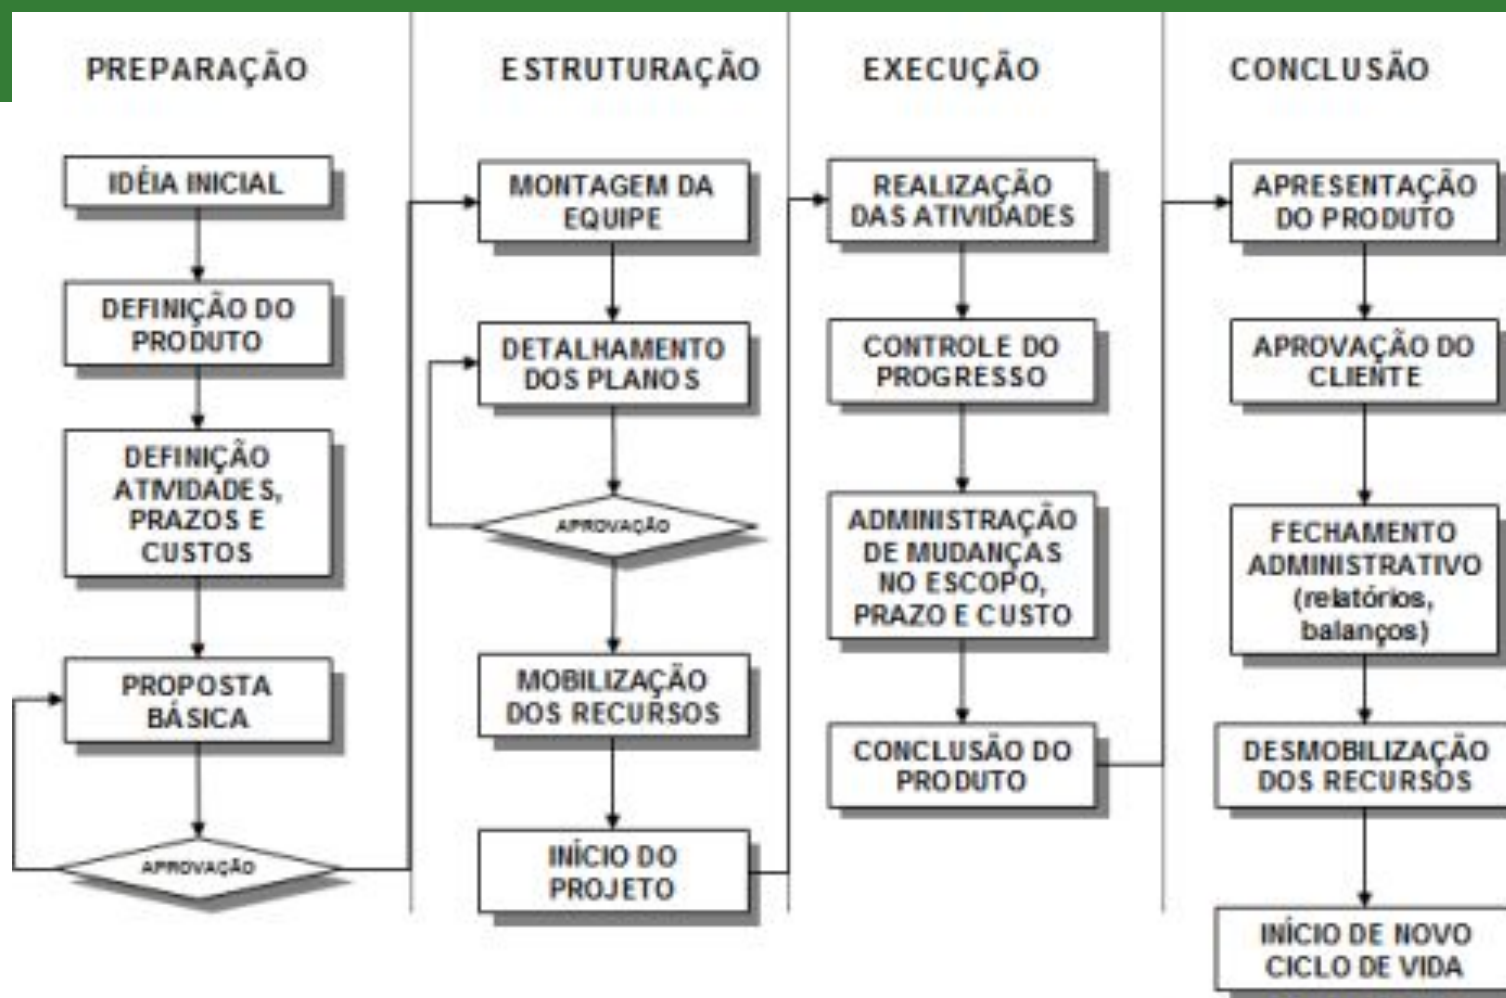 PREPARAÇÃO
IDÉIA INICIAL
DEFINIÇÃO DO
PRODUTO
DEFINIÇÃO
ATIVIDADES,
PRAZOS E
CUSTOS
PROPOSTA
BÁSICA
APROVAÇÃO
ESTRUTURAÇÃO
MONTAGEM DA
EQUIPE
DETALHAMENTO
DOS PLANOS
APROVAÇÃO
MOBILIZAÇÃO
DOS RECURSOS
INÍCIO DO
PROJETO
EXECUÇÃO
REALIZAÇÃO
DAS ATIVIDADES
CONTROLE DO
PROGRESSO
ADMINISTRAÇÃO
DE MUDANÇAS
NO ESCOPO,
PRAZO E CUSTO
CONCLUSÃO DO
PRODUTO
CONCLUSÃO
APRESENTAÇÃO
DO PRODUTO
APROVAÇÃO DO
CLIENTE
FECHAMENTO
ADMINISTRATIVO
(relatórios,
balanços)
DESMOBILIZAÇÃO
DOS RECURSOS
INÍCIO DE NOVO
CICLO DE VIDA